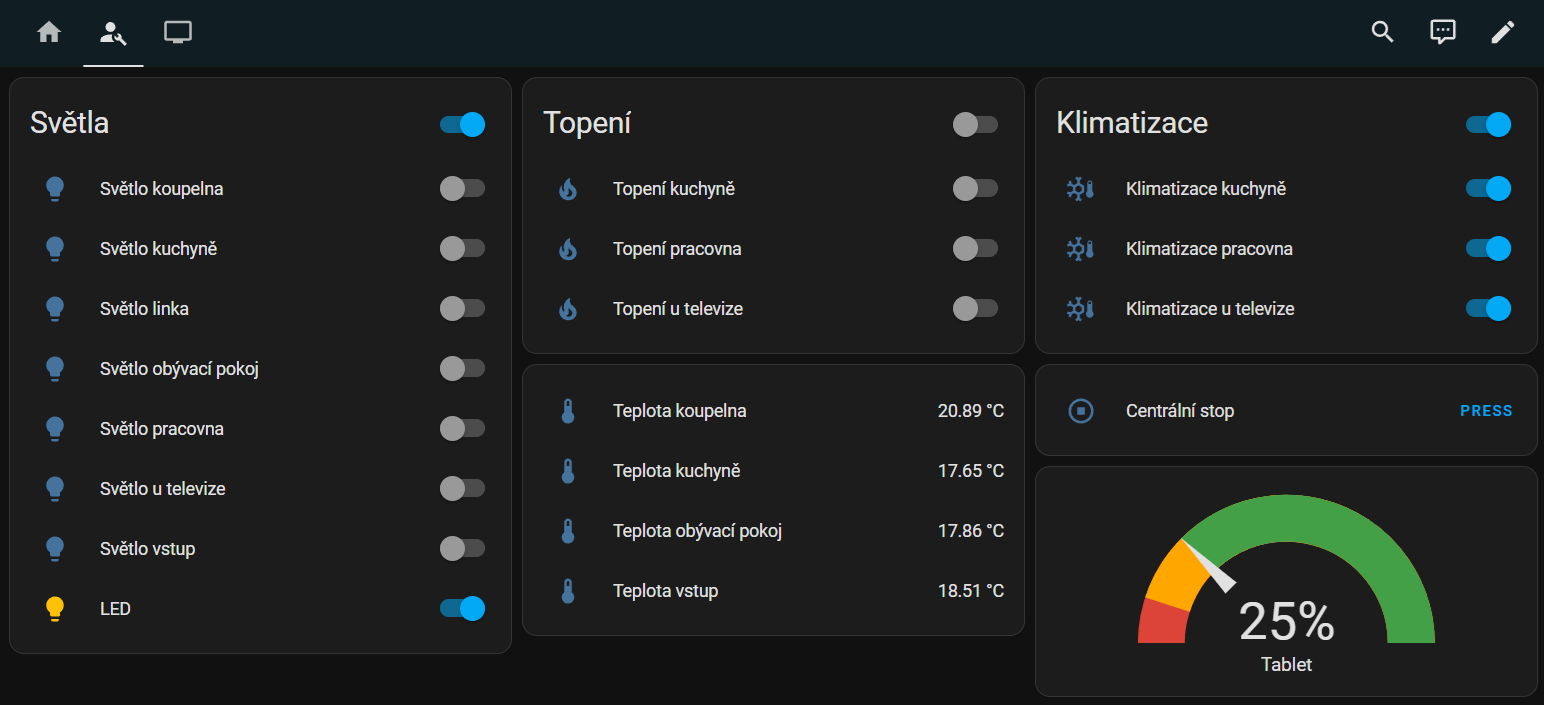 Světla
Světlo koupelna
Světlo kuchyně
Světlo linka
Světlo obývací pokoj
Světlo pracovna
Světlo u televize
Světlo vstup
LED
Topení
Topení kuchyně
Topení pracovna
Topení u televize
Teplota koupelna 20.89 °C
Teplota kuchyně 17.65 °C
Teplota obývací pokoj 17.86 °C
Teplota vstup 18.51 °C
Klimatizace
Klimatizace kuchyně
Klimatizace pracovna
Klimatizace u televize
Centrální stop PRESS
25%
Tablet